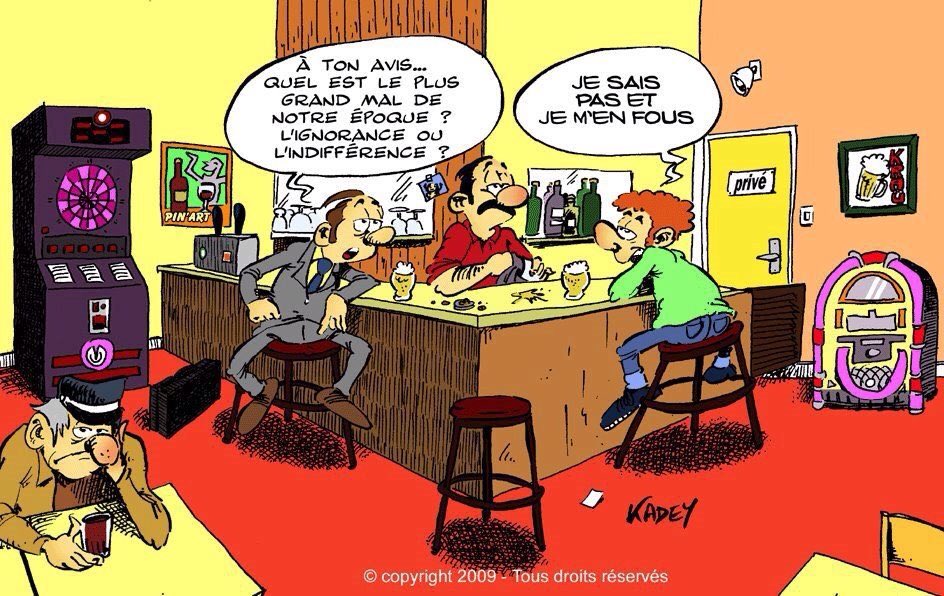 À TON AVIS...
QUEL EST LE PLUS
GRAND MAL DE
NOTRE ÉPOQUE ?
L'IGNORANCE OU
L'INDIFFÉRENCE ?
JE SAIS
PAS ET
JE M'EN FOUS
PIN'ART
privé
KADEY
© copyright 2009 - Tous droits réservés